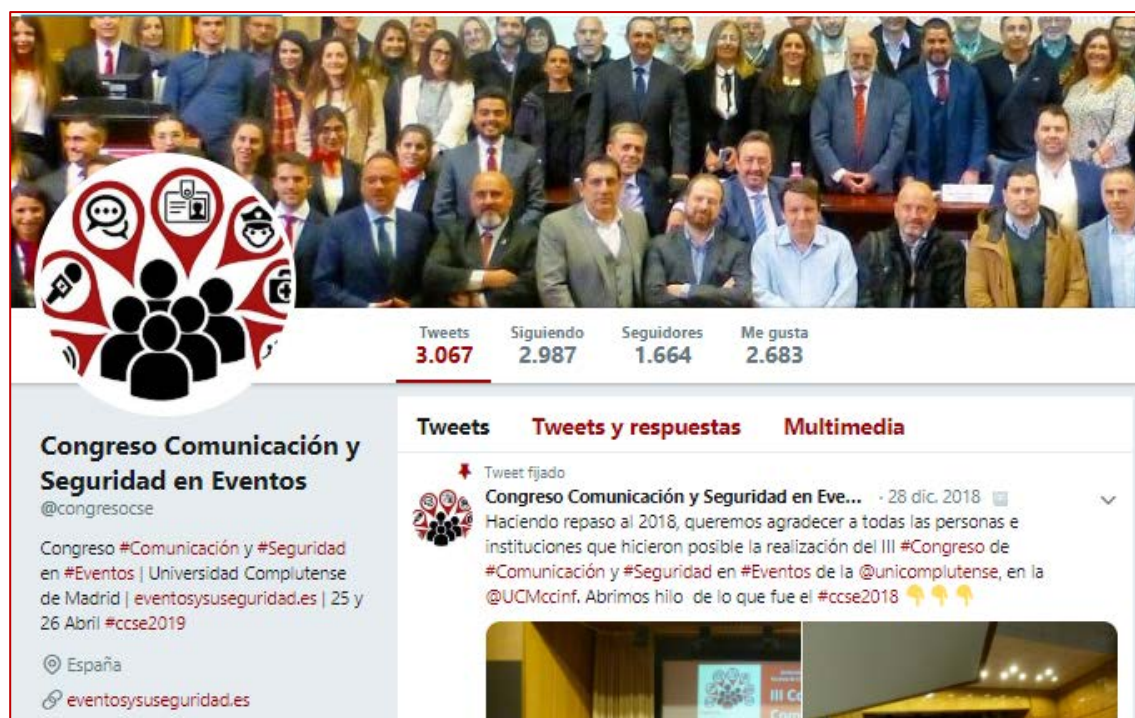 Tweets
Siguiendo
Seguidores
Me gusta
3.067
2.987
1.664
2.683
Congreso Comunicación y
Seguridad en Eventos
@congresocse
Congreso #Comunicación y #Seguridad
en #Eventos | Universidad Complutense
de Madrid | eventosysuseguridad.es | 25 y
26 Abril #ccse2019
España
eventosysuseguridad.es
Tweets Tweets y respuestas Multimedia
Tweet fijado
Congreso Comunicación y Seguridad en Eve... · 28 dic. 2018
Haciendo repaso al 2018, queremos agradecer a todas las personas e
instituciones que hicieron posible la realización del III #Congreso de
#Comunicación y #Seguridad en #Eventos de la @unicomplutense, en la
@UCMccinf. Abrimos hilo de lo que fue el #ccse2018 👇👇👇
III Co
Com